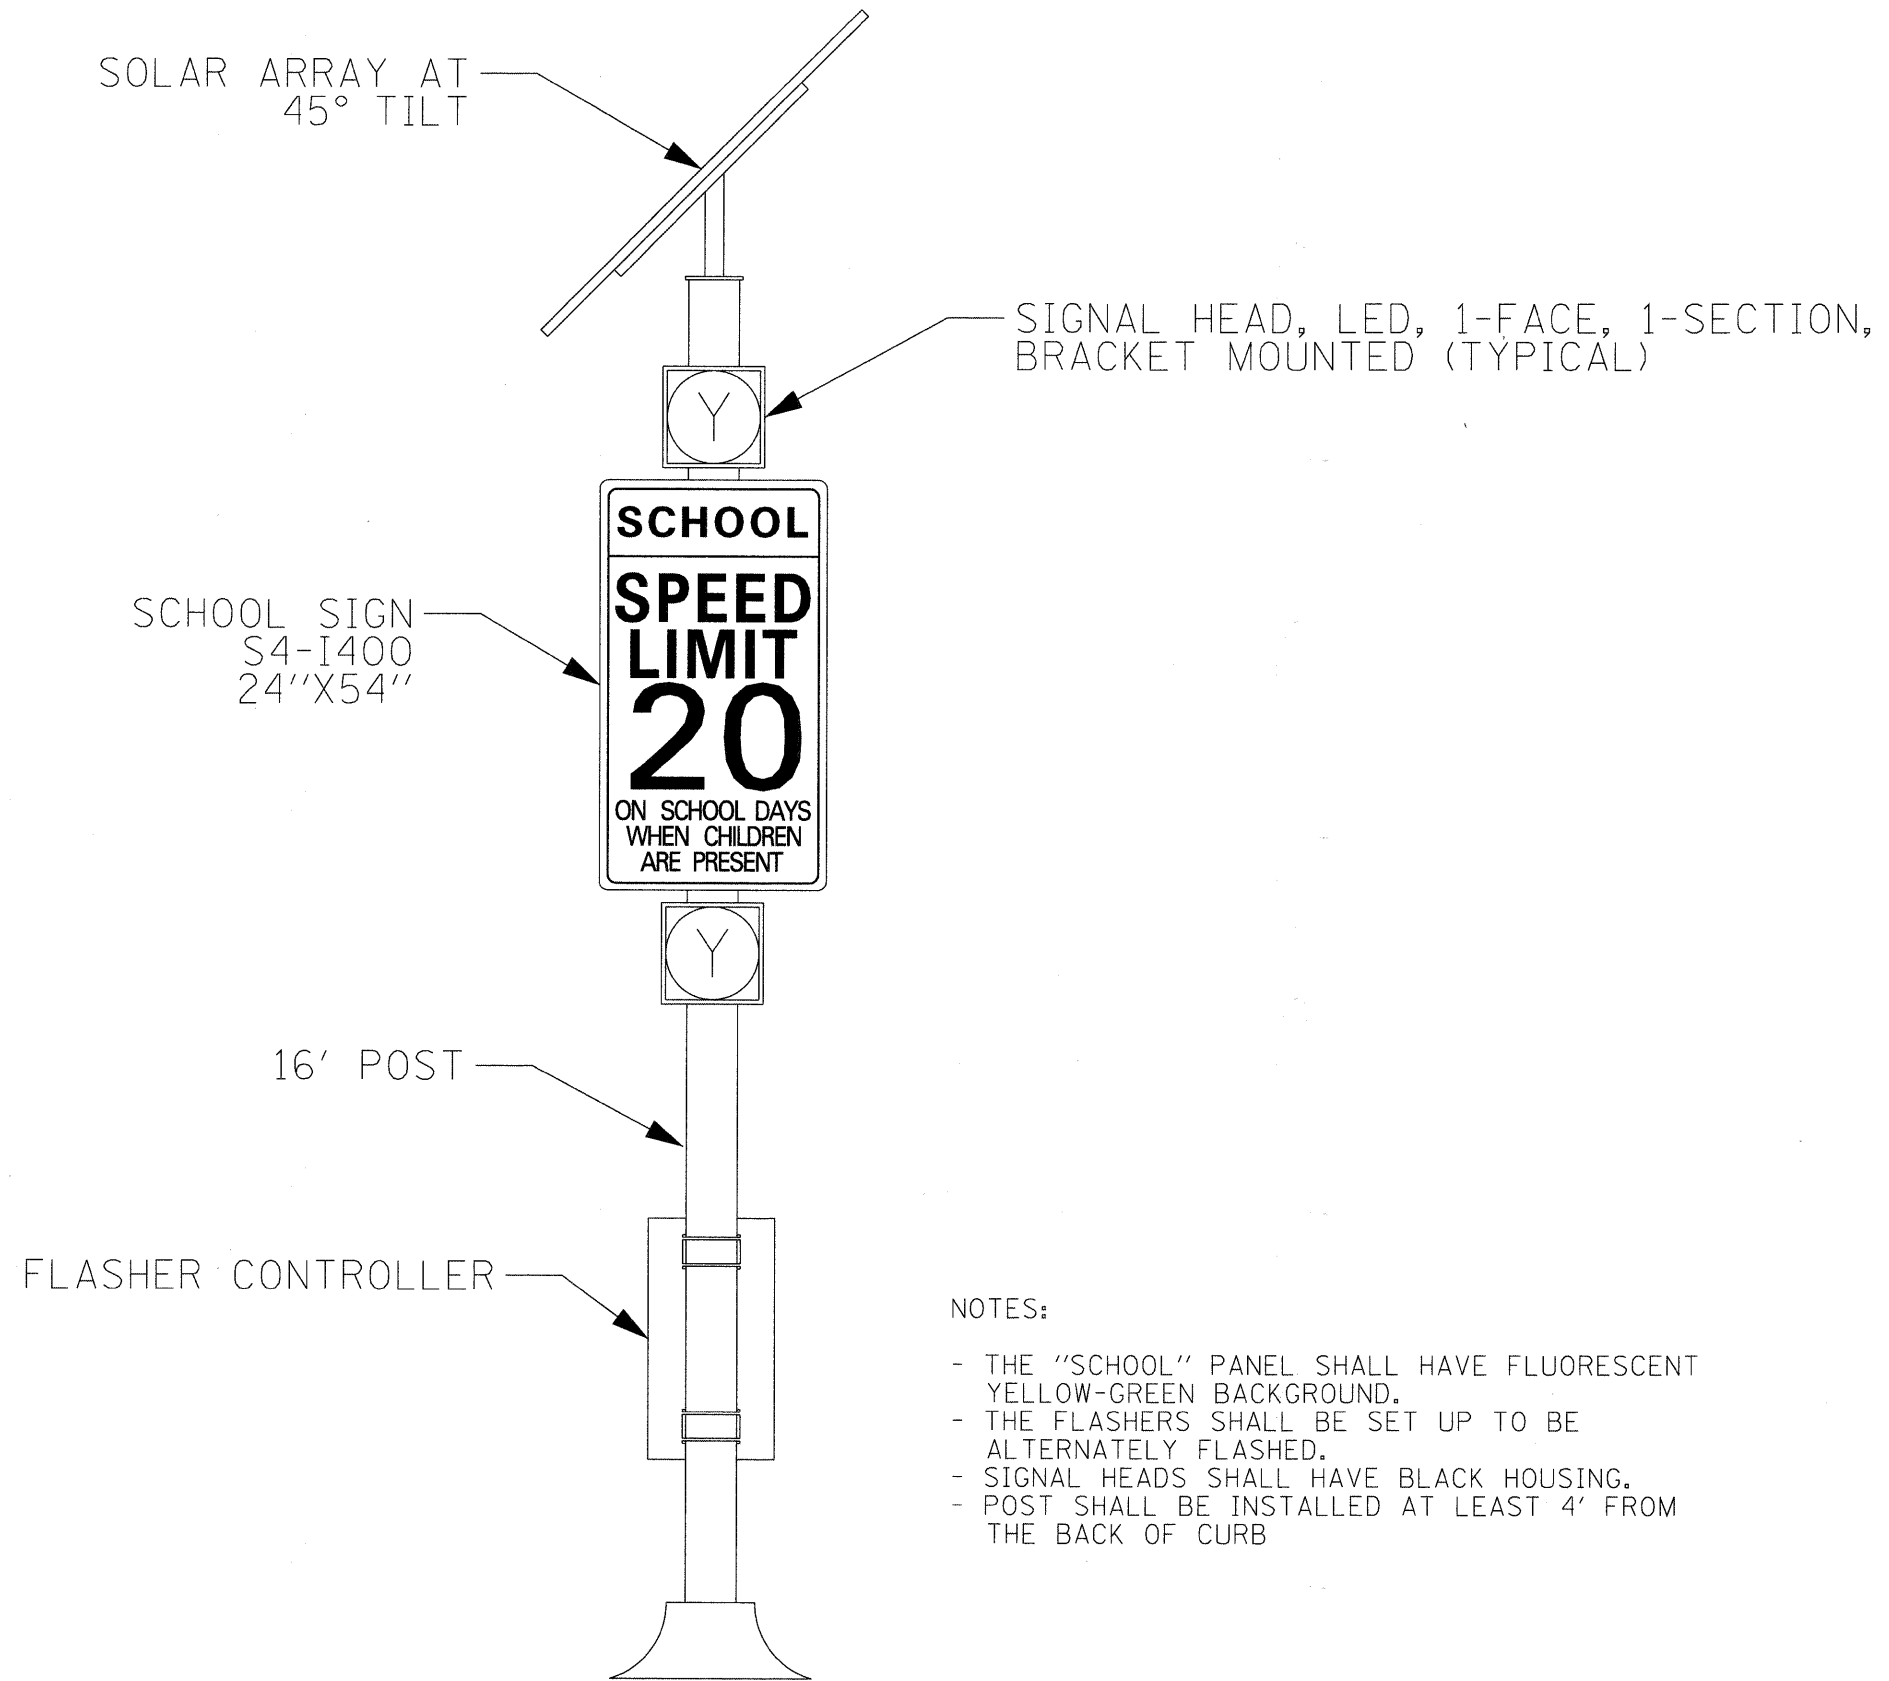 SOLAR ARRAY AT
45° TILT
SIGNAL HEAD, LED, 1-FACE, 1-SECTION,
BRACKET MOUNTED (TYPICAL)
Y
SCHOOL
SPEED
LIMIT
20
ON SCHOOL DAYS
WHEN CHILDREN
ARE PRESENT
SCHOOL SIGN
S4-I400
24"X54"
Y
16' POST
FLASHER CONTROLLER
NOTES:
- THE "SCHOOL" PANEL SHALL HAVE FLUORESCENT
YELLOW-GREEN BACKGROUND.
- THE FLASHERS SHALL BE SET UP TO BE
ALTERNATELY FLASHED.
- SIGNAL HEADS SHALL HAVE BLACK HOUSING.
- POST SHALL BE INSTALLED AT LEAST 4' FROM
THE BACK OF CURB